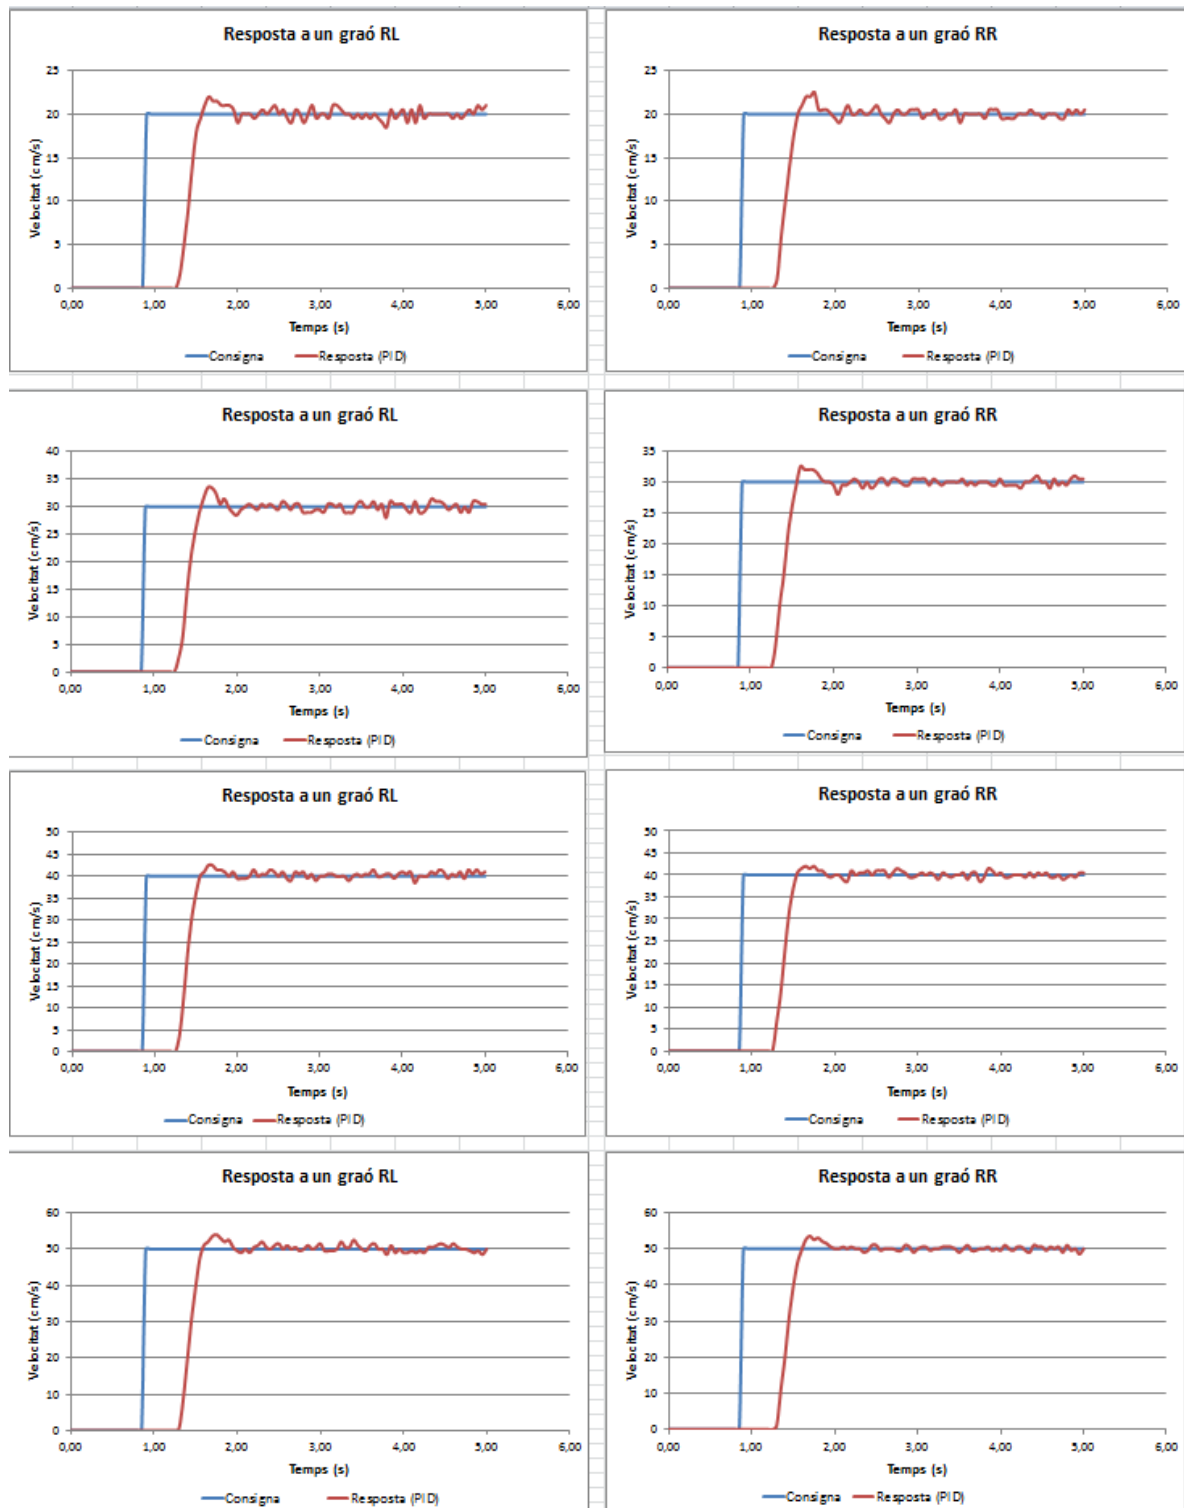 Resposta a un graó RL
Velocitat (cm/s)
25
20
15
10
5
0
0,00 1,00 2,00 3,00 4,00 5,00 6,00
Temps (s)
Consigna Resposta (PID)
Resposta a un graó RR
Velocitat (cm/s)
25
20
15
10
5
0
0,00 1,00 2,00 3,00 4,00 5,00 6,00
Temps (s)
Consigna Resposta (PID)
Resposta a un graó RL
Velocitat (cm/s)
40
35
30
25
20
15
10
5
0
0,00 1,00 2,00 3,00 4,00 5,00 6,00
Temps (s)
Consigna Resposta (PID)
Resposta a un graó RR
Velocitat (cm/s)
35
30
25
20
15
10
5
0
0,00 1,00 2,00 3,00 4,00 5,00 6,00
Temps (s)
Consigna Resposta (PID)
Resposta a un graó RL
Velocitat (cm/s)
50
45
40
35
30
25
20
15
10
5
0
0,00 1,00 2,00 3,00 4,00 5,00 6,00
Temps (s)
Consigna Resposta (PID)
Resposta a un graó RR
Velocitat (cm/s)
50
45
40
35
30
25
20
15
10
5
0
0,00 1,00 2,00 3,00 4,00 5,00 6,00
Temps (s)
Consigna Resposta (PID)
Resposta a un graó RL
Velocitat (cm/s)
60
50
40
30
20
10
0
0,00 1,00 2,00 3,00 4,00 5,00 6,00
Temps (s)
Consigna Resposta (PID)
Resposta a un graó RR
Velocitat (cm/s)
60
50
40
30
20
10
0
0,00 1,00 2,00 3,00 4,00 5,00 6,00
Temps (s)
Consigna Resposta (PID)